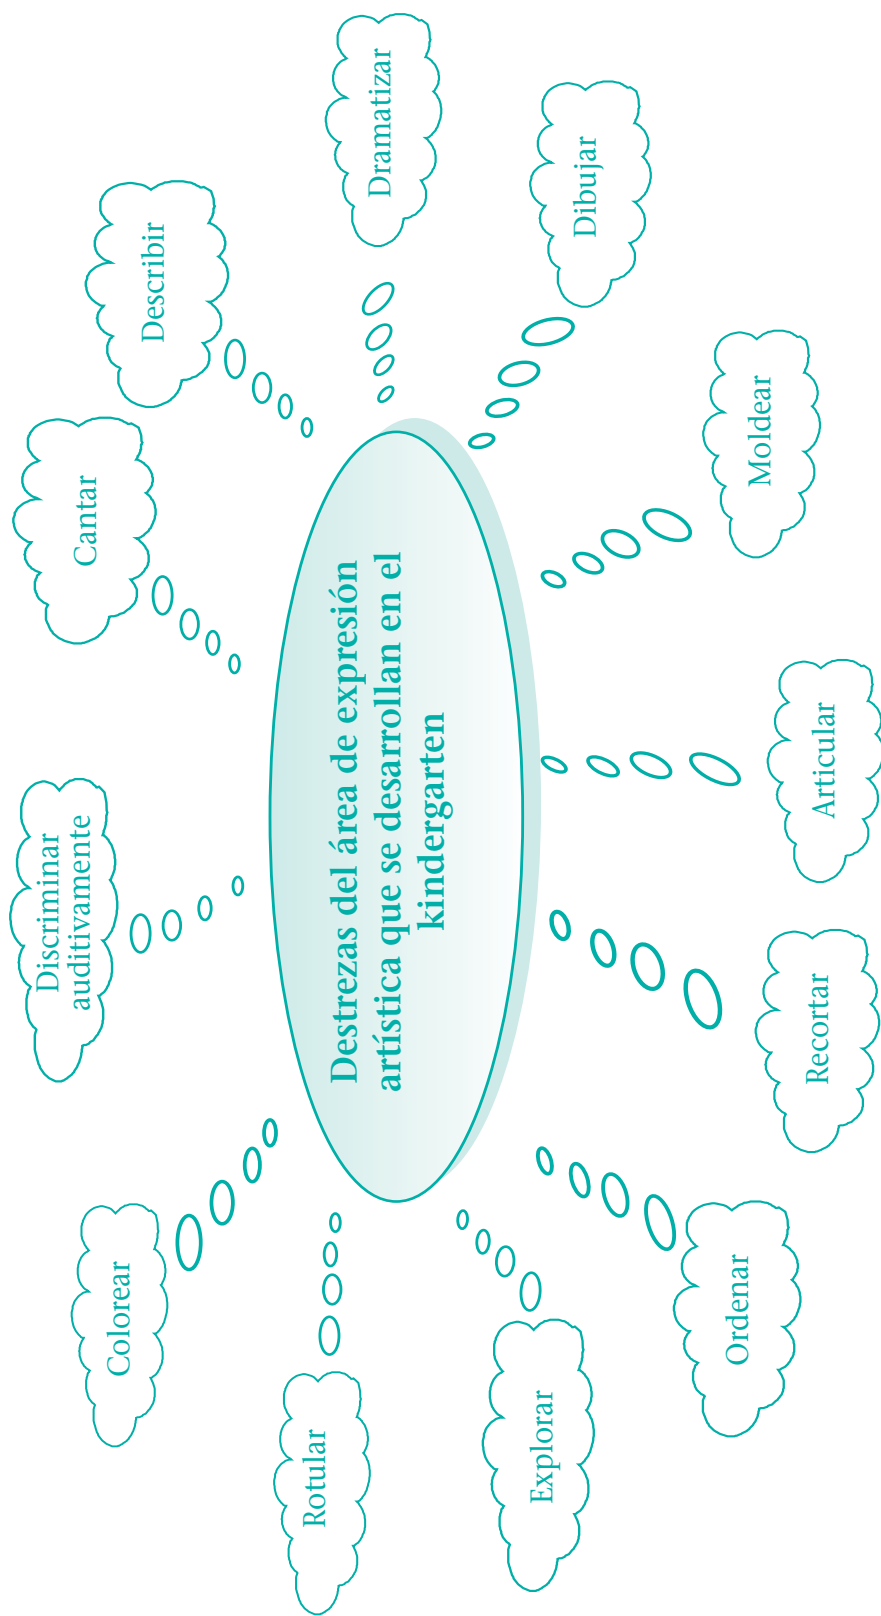 Colorear
Discriminar
auditivamente
Cantar
Describir
Rotular
Dramatizar
Destrezas del área de expresión
artística que se desarrollan en el
kindergarten
Explorar
Dibujar
Ordenar
Recortar
Articular
Moldear